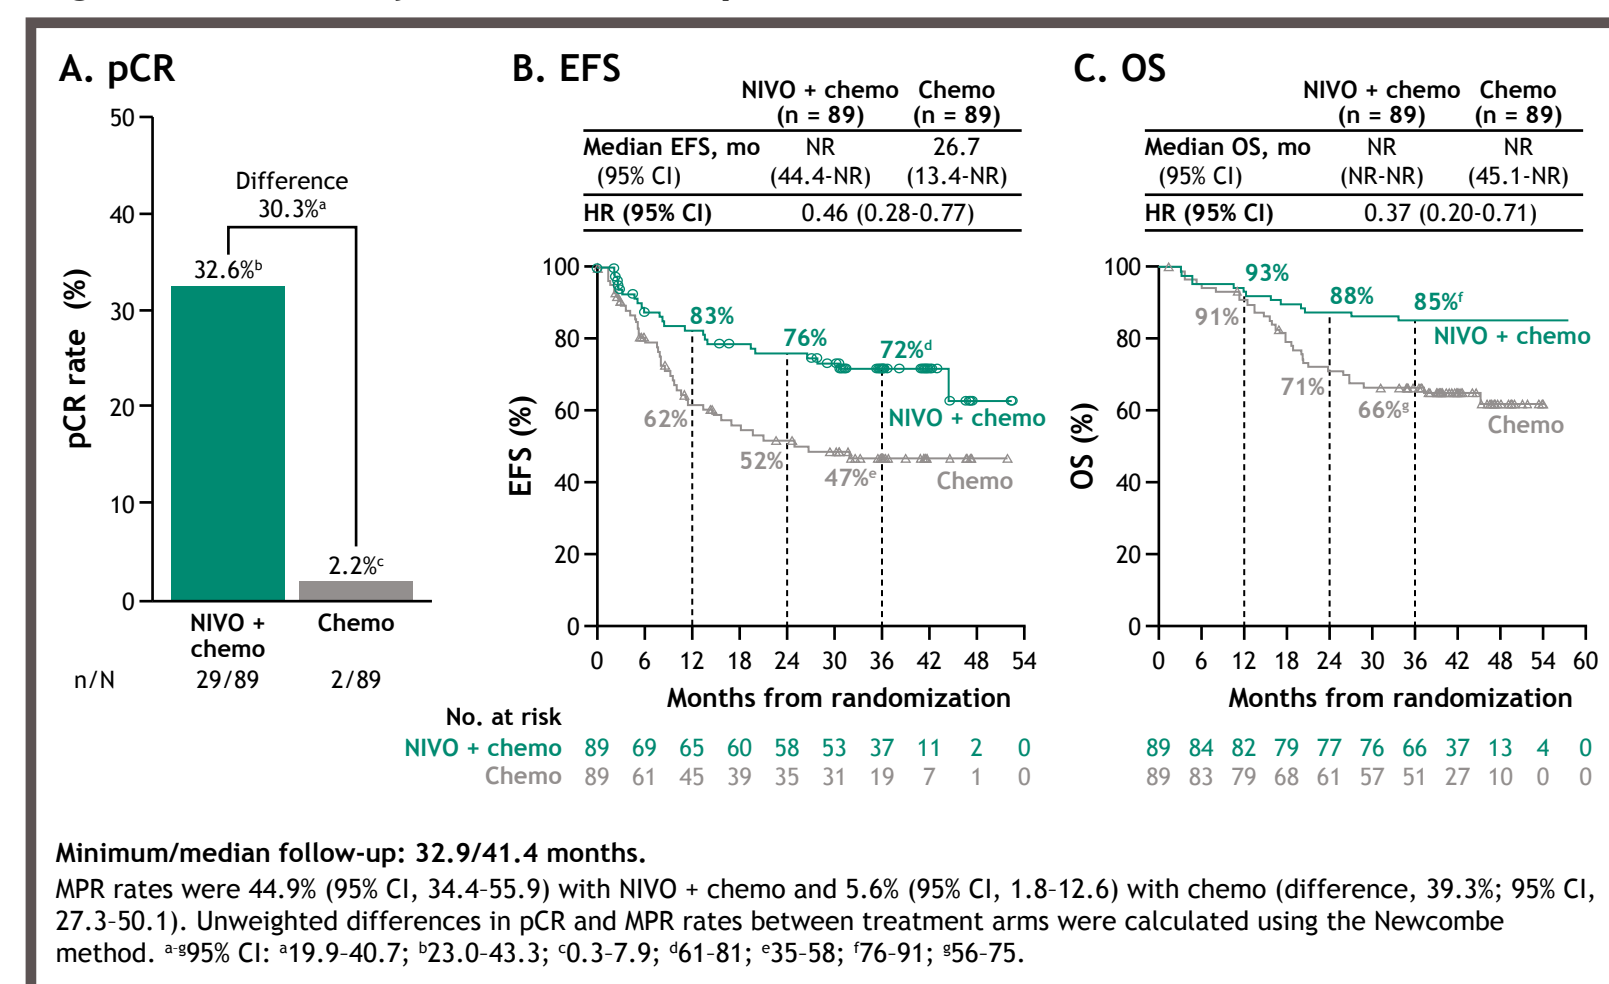 A. pCR
50
40
30
20
10
0
pCR rate (%)
Difference
30.3%ᵃ
32.6%ᵇ
2.2%ᶜ
NIVO +
chemo
Chemo
n/N
29/89
2/89
B. EFS
NIVO + chemo Chemo
(n = 89) (n = 89)
Median EFS, mo NR 26.7
(95% CI) (44.4-NR) (13.4-NR)
HR (95% CI) 0.46 (0.28-0.77)
100
80
60
40
20
0
EFS (%)
83%
76%
72%ᵈ
NIVO + chemo
62%
52%
47%ᵉ
Chemo
0 6 12 18 24 30 36 42 48 54
Months from randomization
No. at risk
NIVO + chemo 89 69 65 60 58 53 37 11 2 0
Chemo 89 61 45 39 35 31 19 7 1 0
C. OS
NIVO + chemo Chemo
(n = 89) (n = 89)
Median OS, mo NR NR
(95% CI) (NR-NR) (45.1-NR)
HR (95% CI) 0.37 (0.20-0.71)
100
80
60
40
20
0
OS (%)
93%
88%
85%ᶠ
NIVO + chemo
91%
71%
66%ᵍ
Chemo
0 6 12 18 24 30 36 42 48 54 60
Months from randomization
89 84 82 79 77 76 66 37 13 4 0
89 83 79 68 61 57 51 27 10 0 0
Minimum/median follow-up: 32.9/41.4 months.
MPR rates were 44.9% (95% CI, 34.4–55.9) with NIVO + chemo and 5.6% (95% CI, 1.8–12.6) with chemo (difference, 39.3%; 95% CI,
27.3–50.1). Unweighted differences in pCR and MPR rates between treatment arms were calculated using the Newcombe
method. ᵃ⁻ᵍ95% CI: ᵃ19.9–40.7; ᵇ23.0–43.3; ᶜ0.3–7.9; ᵈ61–81; ᵉ35–58; ᶠ76–91; ᵍ56–75.